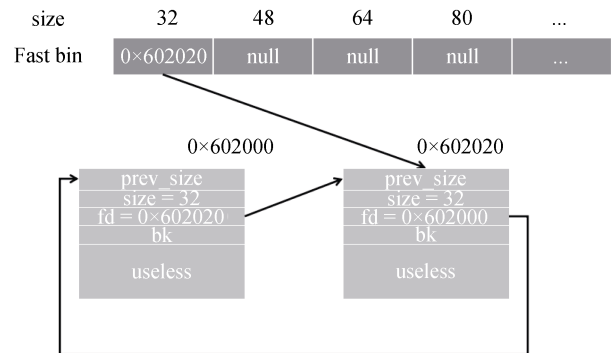 size 32 48 64 80 ...
Fast bin 0×602020 null null null ...
0×602000 0×602020
prev_size prev_size
size = 32 size = 32
fd = 0×602020 fd = 0×602000
bk bk
useless useless